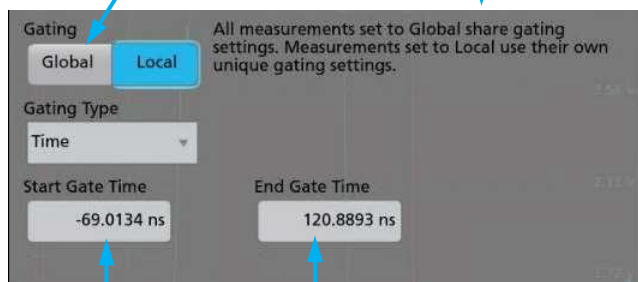 Gating
All measurements set to Global share gating
settings. Measurements set to Local use their own
unique gating settings.
Global Local
Gating Type
Time
Start Gate Time End Gate Time
-69.0134 ns 120.8893 ns